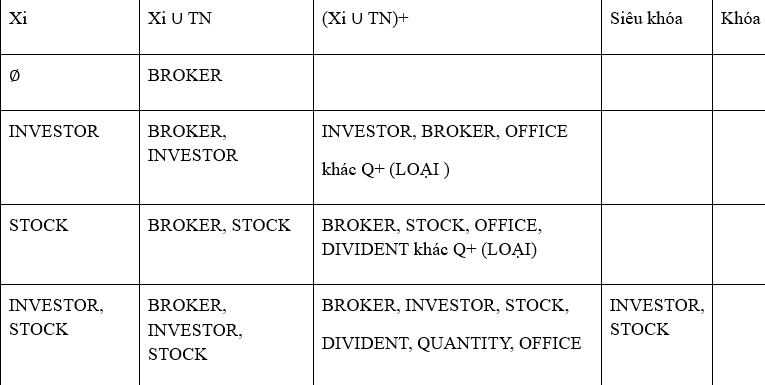 Xi
Xi ∪ TN
(Xi ∪ TN)+
Siêu khóa
Khóa
∅
BROKER
INVESTOR
BROKER,
INVESTOR
INVESTOR, BROKER, OFFICE
khác Q+ (LOẠI )
STOCK
BROKER, STOCK
BROKER, STOCK, OFFICE,
DIVIDENT khác Q+ (LOẠI)
INVESTOR,
STOCK
BROKER,
INVESTOR,
STOCK
BROKER, INVESTOR, STOCK,
DIVIDENT, QUANTITY, OFFICE
INVESTOR,
STOCK